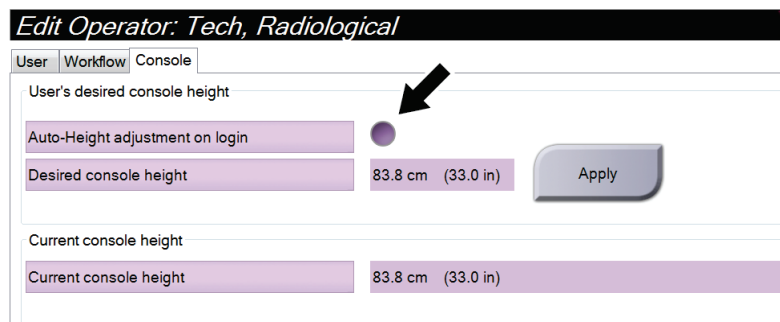 Edit Operator: Tech, Radiological
User Workflow Console
User's desired console height
Auto-Height adjustment on login
Desired console height 83.8 cm (33.0 in) Apply
Current console height
Current console height 83.8 cm (33.0 in)